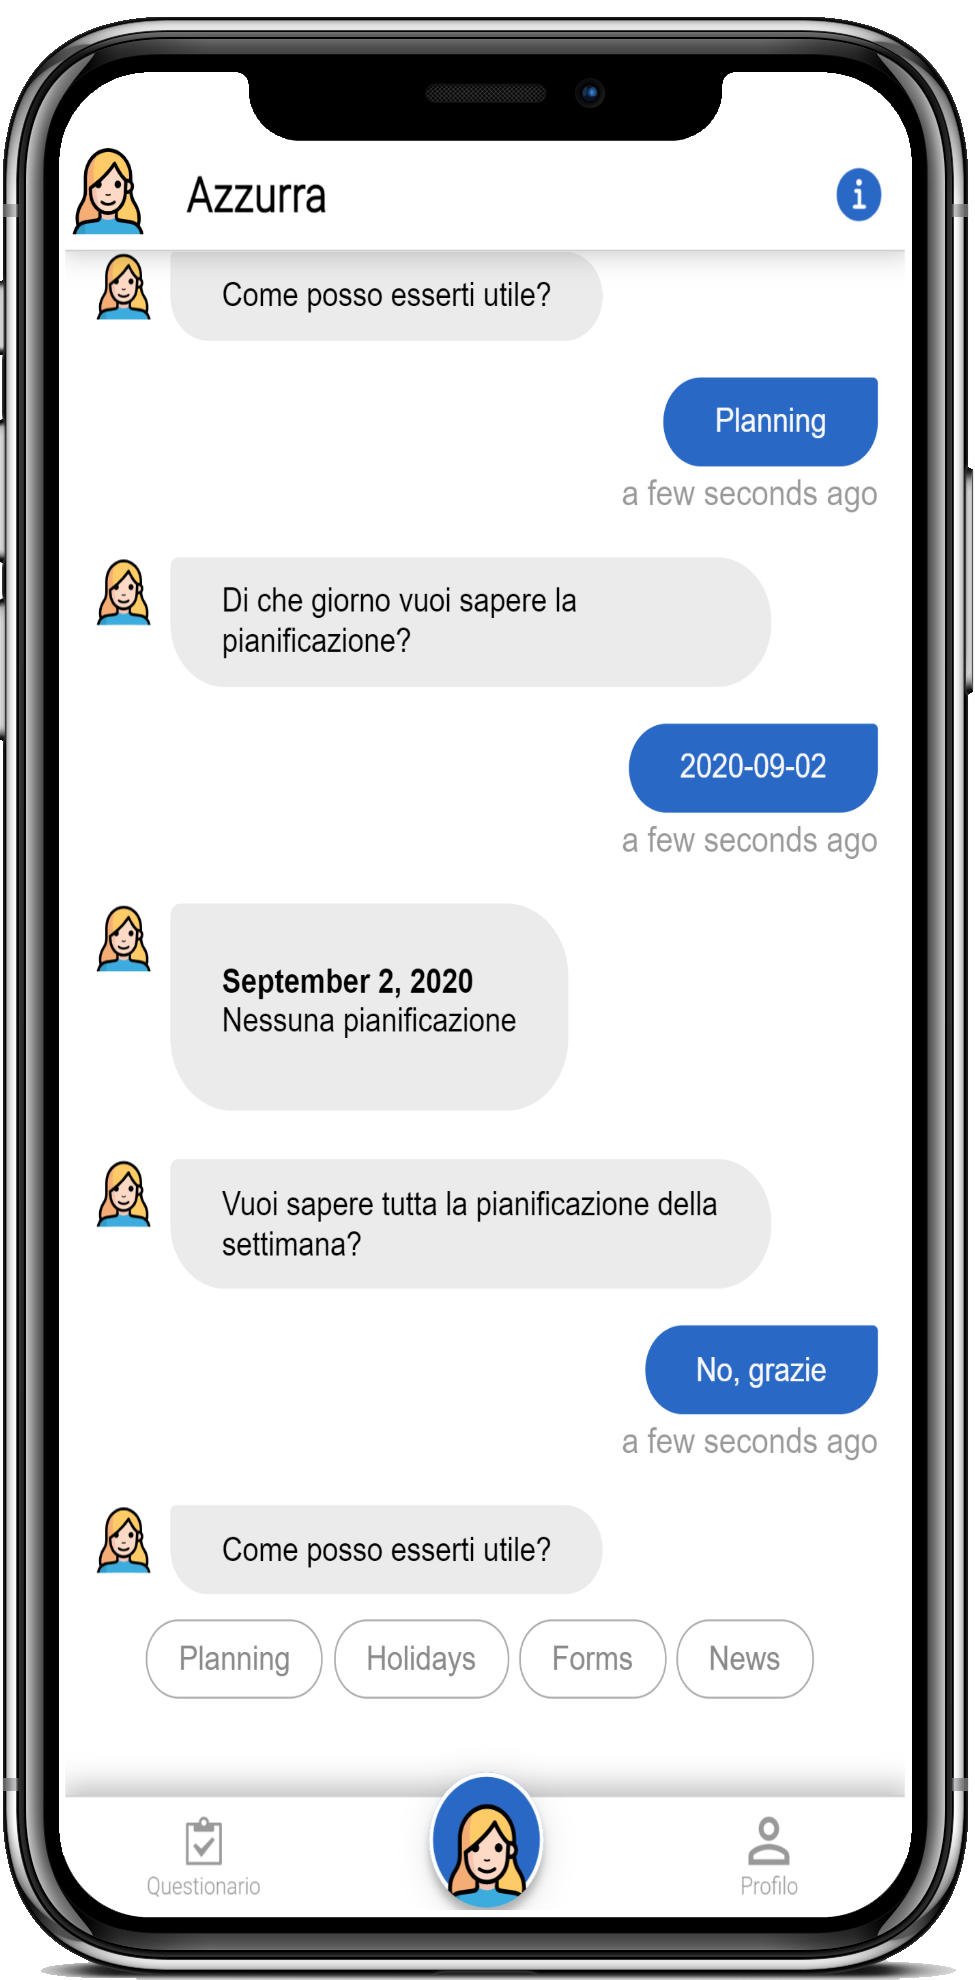 Azzurra
Come posso esserti utile?
Planning
a few seconds ago
Di che giorno vuoi sapere la
pianificazione?
2020-09-02
a few seconds ago
September 2, 2020
Nessuna pianificazione
Vuoi sapere tutta la pianificazione della
settimana?
No, grazie
a few seconds ago
Come posso esserti utile?
Planning Holidays Forms News
Questionario Profilo